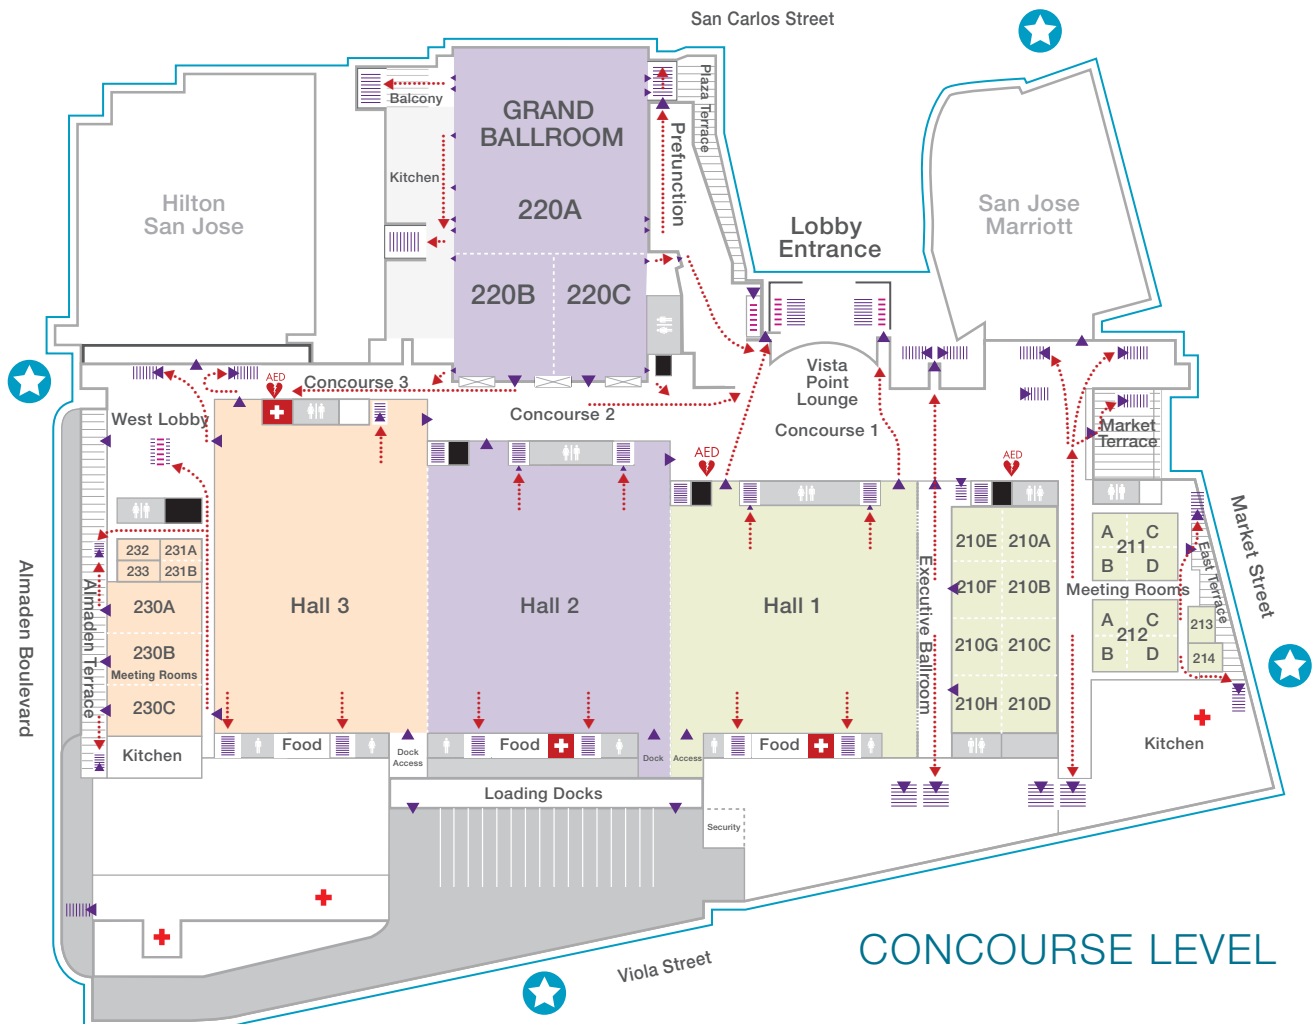 San Carlos Street
Balcony
GRAND
BALLROOM
Plaza Terrace
Prefunction
Kitchen
Hilton
San Jose
220A
San Jose
Marriott
Lobby
Entrance
220B
220C
AED
Concourse 3
Vista
Point
Lounge
West Lobby
Concourse 2
Concourse 1
Market
Terrace
AED
AED
Market Street
232
231A
233
231B
210E
210A
A
C
211
B
D
East Terrace
Almaden Boulevard
Almaden Terrace
230A
Hall 3
Hall 2
Hall 1
Executive Ballroom
210F
210B
Meeting Rooms
A
C
212
B
D
213
214
230B
Meeting Rooms
210G
210C
230C
210H
210D
Kitchen
Food
Dock
Access
Food
Dock
Access
Food
Kitchen
Loading Docks
Security
Viola Street
CONCOURSE LEVEL